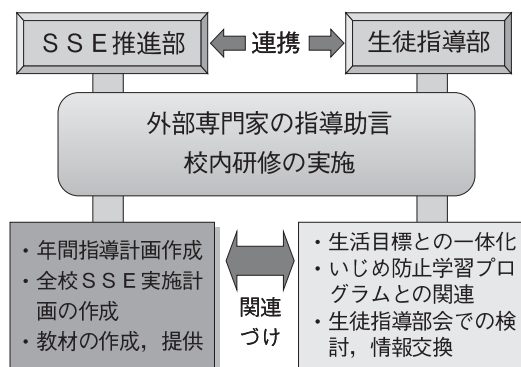 ＳＳＥ推進部
連携
生徒指導部
外部専門家の指導助言
校内研修の実施
・年間指導計画作成
・全校ＳＳＥ実施計
画の作成
・教材の作成，提供
関連
づけ
・生活目標との一体化
・いじめ防止学習プロ
グラムとの関連
・生徒指導部会での検
討，情報交換